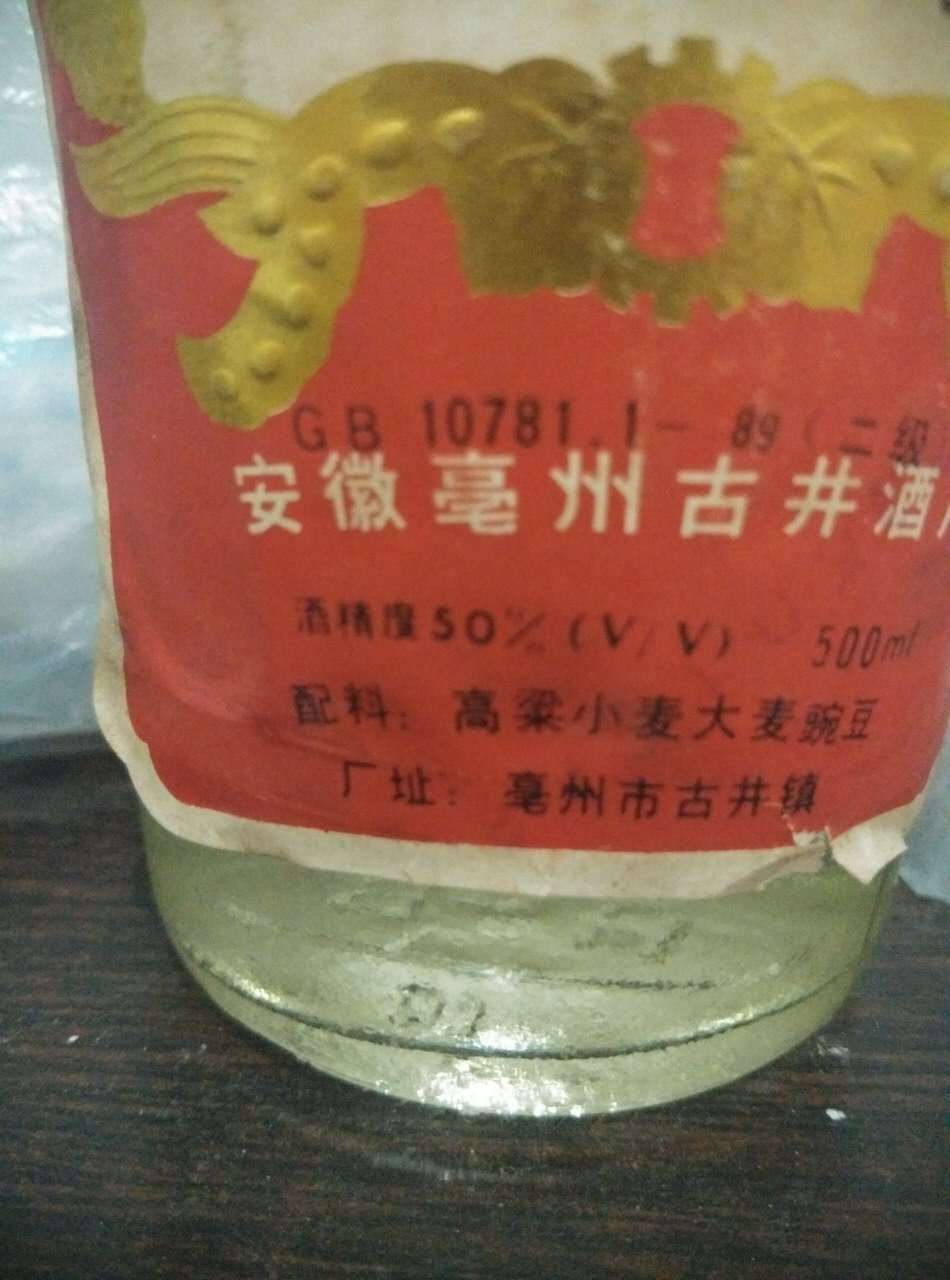 GB 10781.1-89(二级
安徽亳州古井酒
酒精度50%(V/V) 500ml
配料:高粱小麦大麦豌豆
厂址:亳州市古井镇